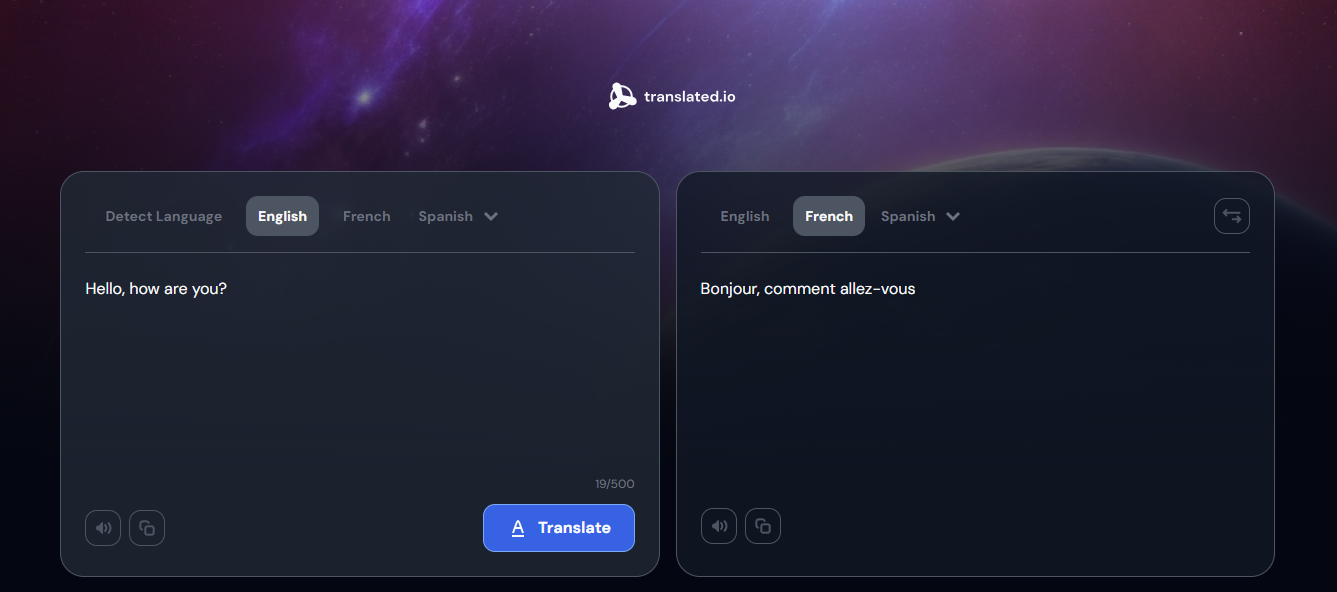 translated.io
Detect Language English French Spanish
Hello, how are you?
19/500
Translate
English French Spanish
Bonjour, comment allez-vous